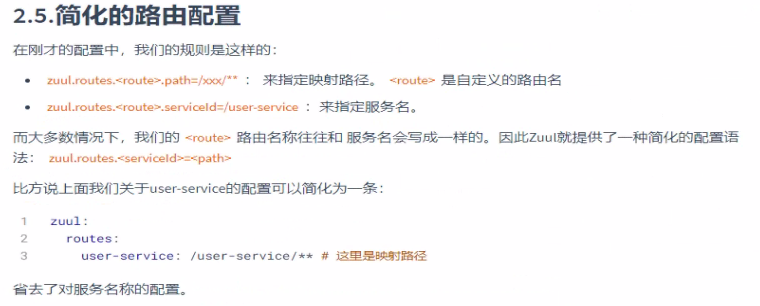 2.5.简化的路由配置
在刚才的配置中，我们的规则是这样的：
• zuul.routes.<route>.path=/xxx/** ： 来指定映射路径。 <route> 是自定义的路由名
• zuul.routes.<route>.serviceId=/user-service ：来指定服务名。
而大多数情况下，我们的 <route> 路由名称往往和 服务名会写成一样的。因此Zuul就提供了一种简化的配置语
法： zuul.routes.<serviceId>=<path>
比方说上面我们关于user-service的配置可以简化为一条：
1 zuul:
2   routes:
3     user-service: /user-service/** # 这里是映射路径
省去了对服务名称的配置。